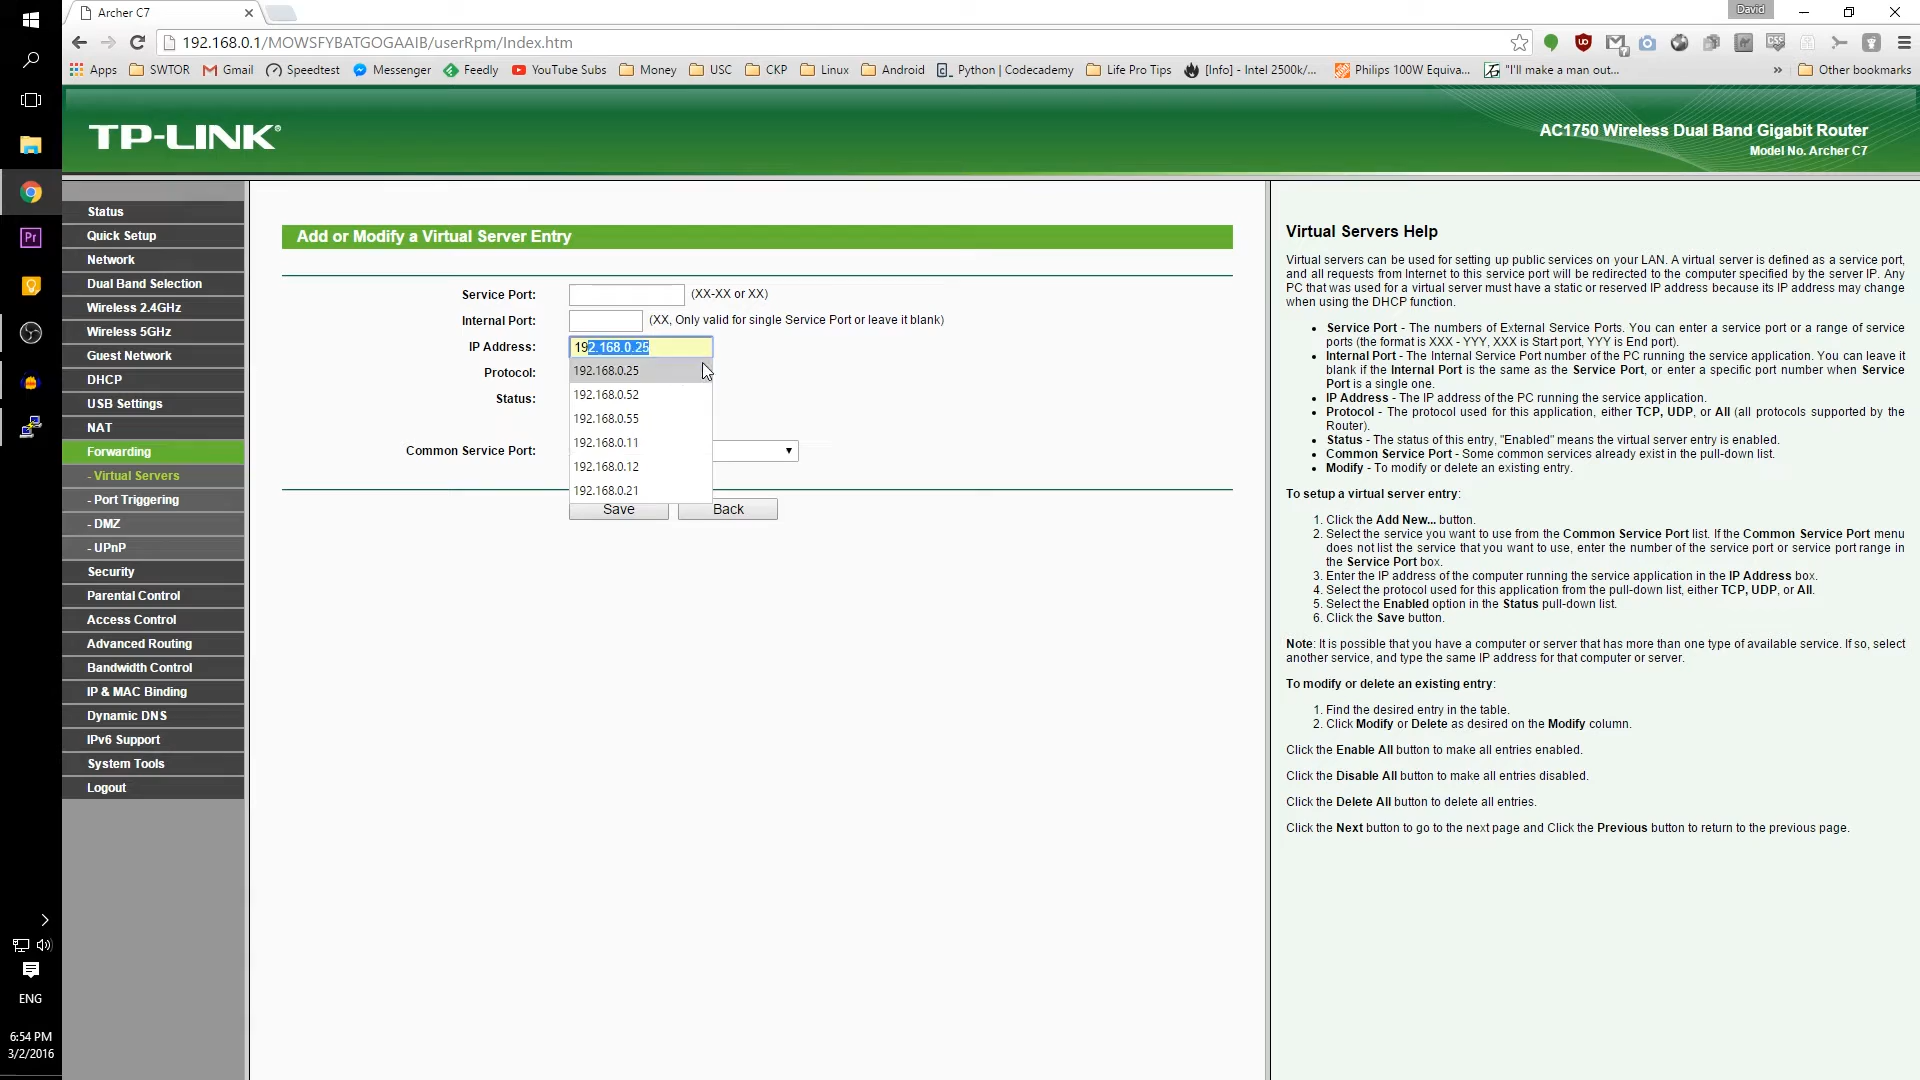 Archer C7
David
192.168.0.1/MOWSFYBATGOGAAIB/userRpm/Index.htm
Apps SWTOR Gmail Speedtest Messenger Feedly YouTube Subs Money USC CKP Linux Android Python | Codecademy Life Pro Tips [Info] - Intel 2500k/... Philips 100W Equiva... "I'll make a man out... » Other bookmarks
TP-LINK®
AC1750 Wireless Dual Band Gigabit Router
Model No. Archer C7
Status
Quick Setup
Network
Dual Band Selection
Wireless 2.4GHz
Wireless 5GHz
Guest Network
DHCP
USB Settings
NAT
Forwarding
- Virtual Servers
- Port Triggering
- DMZ
- UPnP
Security
Parental Control
Access Control
Advanced Routing
Bandwidth Control
IP & MAC Binding
Dynamic DNS
IPv6 Support
System Tools
Logout
Add or Modify a Virtual Server Entry
Service Port: (XX-XX or XX)
Internal Port: (XX, Only valid for single Service Port or leave it blank)
IP Address: 192.168.0.25
Protocol:
Status:
Common Service Port:
192.168.0.25
192.168.0.52
192.168.0.55
192.168.0.11
192.168.0.12
192.168.0.21
Save Back
Virtual Servers Help
Virtual servers can be used for setting up public services on your LAN. A virtual server is defined as a service port,
and all requests from Internet to this service port will be redirected to the computer specified by the server IP. Any
PC that was used for a virtual server must have a static or reserved IP address because its IP address may change
when using the DHCP function.
• Service Port - The numbers of External Service Ports. You can enter a service port or a range of service
ports (the format is XXX - YYY, XXX is Start port, YYY is End port).
• Internal Port - The Internal Service Port number of the PC running the service application. You can leave it
blank if the Internal Port is the same as the Service Port, or enter a specific port number when Service
Port is a single one.
• IP Address - The IP address of the PC running the service application.
• Protocol - The protocol used for this application, either TCP, UDP, or All (all protocols supported by the
Router).
• Status - The status of this entry, "Enabled" means the virtual server entry is enabled.
• Common Service Port - Some common services already exist in the pull-down list.
• Modify - To modify or delete an existing entry.
To setup a virtual server entry:
1. Click the Add New... button.
2. Select the service you want to use from the Common Service Port list. If the Common Service Port menu
does not list the service that you want to use, enter the number of the service port or service port range in
the Service Port box.
3. Enter the IP address of the computer running the service application in the IP Address box.
4. Select the protocol used for this application from the pull-down list, either TCP, UDP, or All.
5. Select the Enabled option in the Status pull-down list.
6. Click the Save button.
Note: It is possible that you have a computer or server that has more than one type of available service. If so, select
another service, and type the same IP address for that computer or server.
To modify or delete an existing entry:
1. Find the desired entry in the table.
2. Click Modify or Delete as desired on the Modify column.
Click the Enable All button to make all entries enabled.
Click the Disable All button to make all entries disabled.
Click the Delete All button to delete all entries.
Click the Next button to go to the next page and Click the Previous button to return to the previous page.
Pr
ENG
6:54 PM
3/2/2016